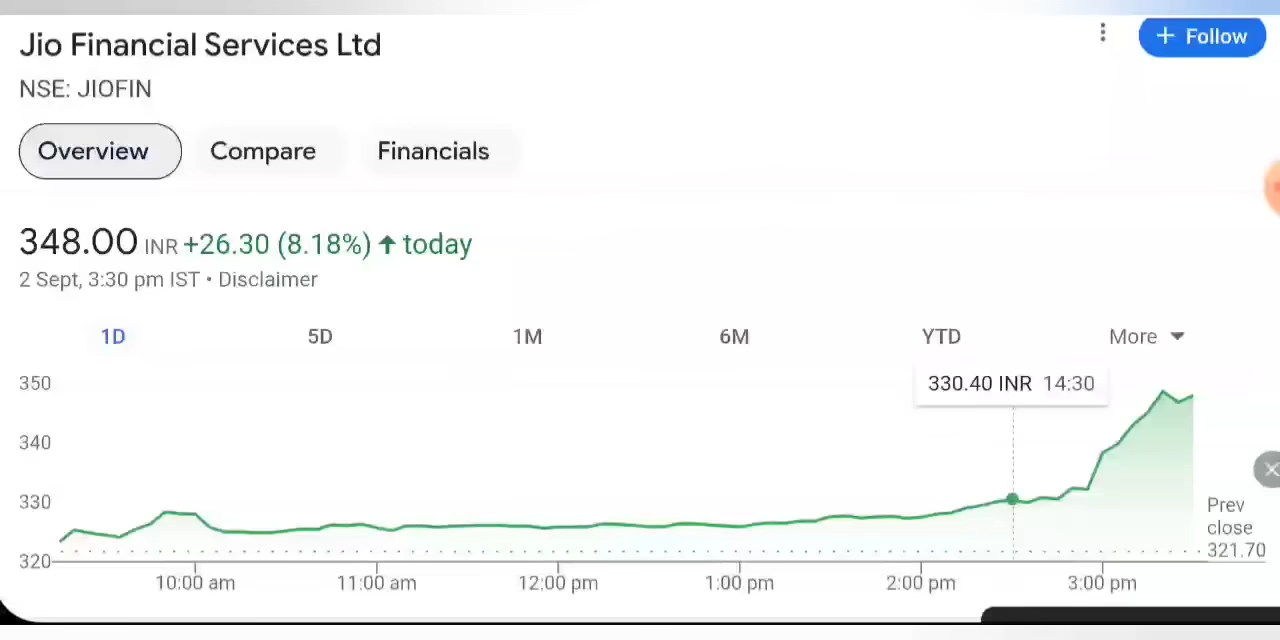 Jio Financial Services Ltd
+ Follow
NSE: JIOFIN
Overview Compare Financials
348.00 INR +26.30 (8.18%) ↑ today
2 Sept, 3:30 pm IST • Disclaimer
1D 5D 1M 6M YTD More
330.40 INR 14:30
350
340
330
320
Prev
close
321.70
10:00 am 11:00 am 12:00 pm 1:00 pm 2:00 pm 3:00 pm